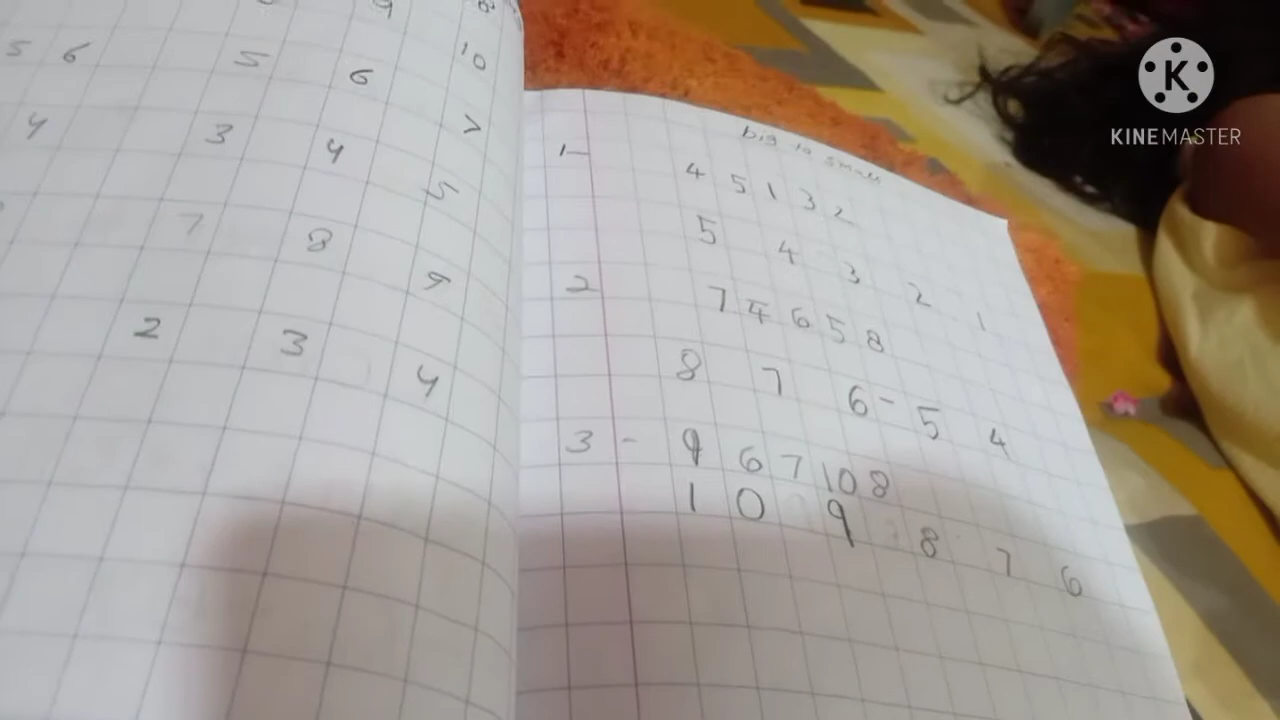 8
9
5 6 5 6 10
4 3 4 7
5
7 8 9
2 3 4
big to small
1- 4 5 1 3 2
5 4 3 2 1
2 7 4 6 5 8
8 7 6 - 5 4
3 - 9 6 7 10 8
10 9 8 7 6
K
KINEMASTER